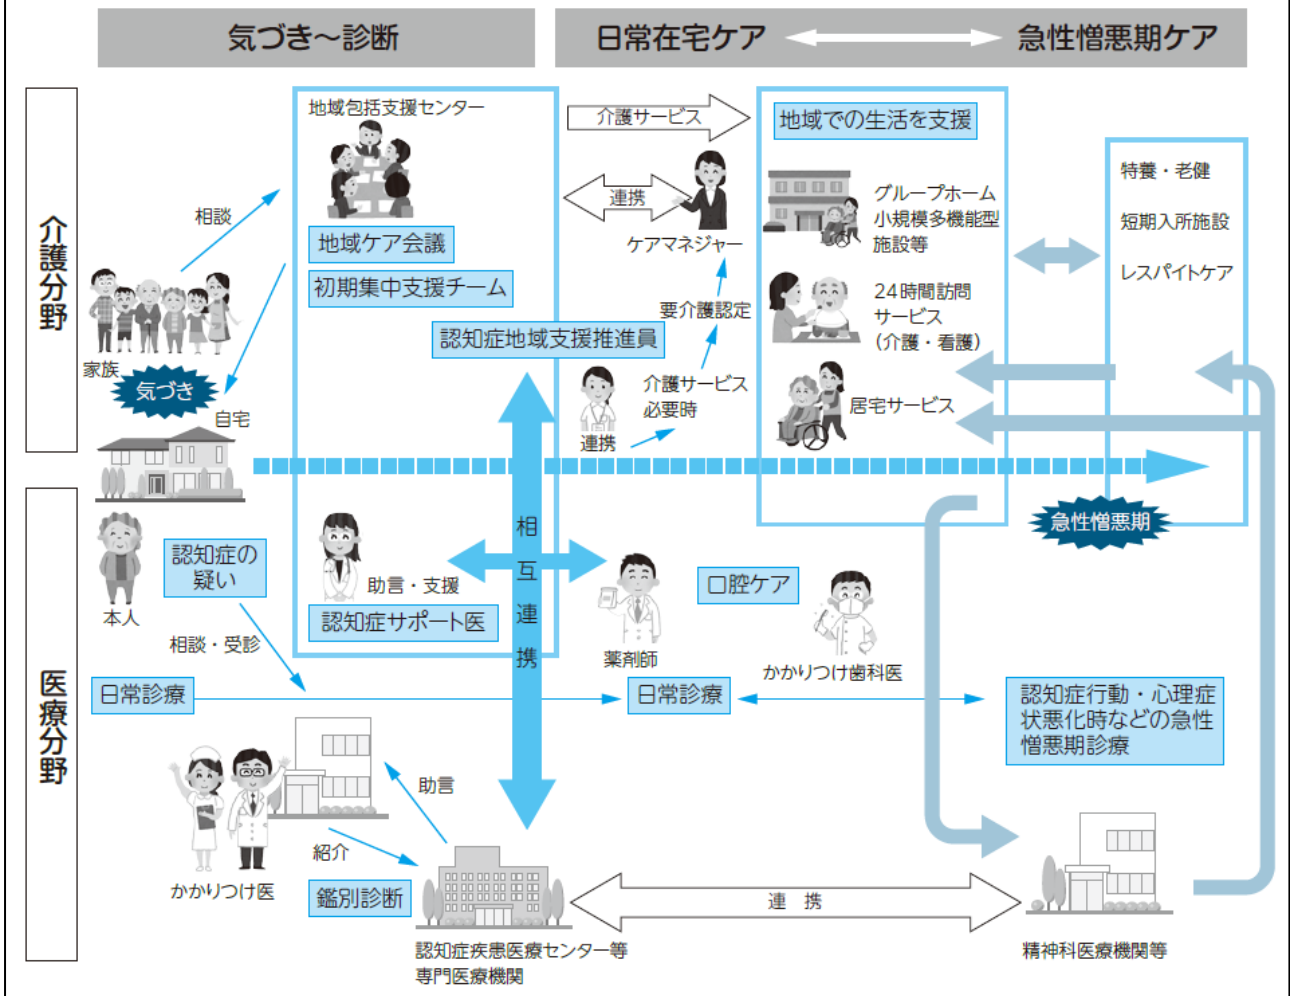 気づき～診断
日常在宅ケア
急性憎悪期ケア
介護分野
地域包括支援センター
相談
地域ケア会議
初期集中支援チーム
認知症地域支援推進員
家族
気づき
自宅
介護サービス
連携
ケアマネジャー
要介護認定
介護サービス
必要時
連携
地域での生活を支援
グループホーム
小規模多機能型
施設等
24時間訪問
サービス
（介護・看護）
居宅サービス
特養・老健
短期入所施設
レスパイトケア
急性憎悪期
医療分野
本人
認知症の
疑い
相談・受診
日常診療
助言・支援
認知症サポート医
相互連携
薬剤師
口腔ケア
かかりつけ歯科医
日常診療
認知症行動・心理症
状悪化時などの急性
憎悪期診療
かかりつけ医
助言
紹介
鑑別診断
認知症疾患医療センター等
専門医療機関
連　携
精神科医療機関等